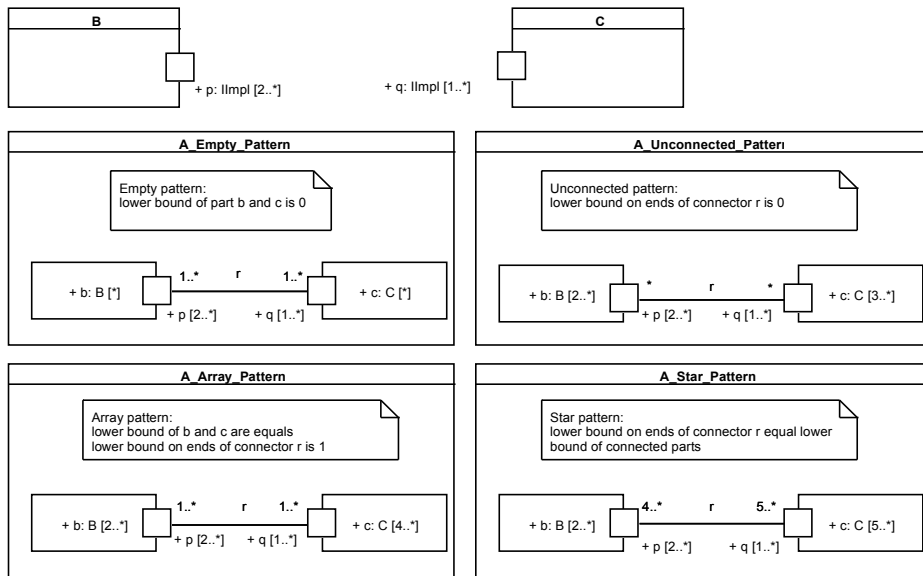 B
C
+ p: IImpl [2..*]
+ q: IImpl [1..*]
A_Empty_Pattern
Empty pattern:
lower bound of part b and c is 0
+ b: B [*]
1..*
r
1..*
+ c: C [*]
+ p [2..*]
+ q [1..*]
A_Unconnected_Pattern
Unconnected pattern:
lower bound on ends of connector r is 0
+ b: B [2..*]
*
r
*
+ c: C [3..*]
+ p [2..*]
+ q [1..*]
A_Array_Pattern
Array pattern:
lower bound of b and c are equals
lower bound on ends of connector r is 1
+ b: B [2..*]
1..*
r
1..*
+ c: C [4..*]
+ p [2..*]
+ q [1..*]
A_Star_Pattern
Star pattern:
lower bound on ends of connector r equal lower
bound of connected parts
+ b: B [2..*]
4..*
r
5..*
+ c: C [5..*]
+ p [2..*]
+ q [1..*]